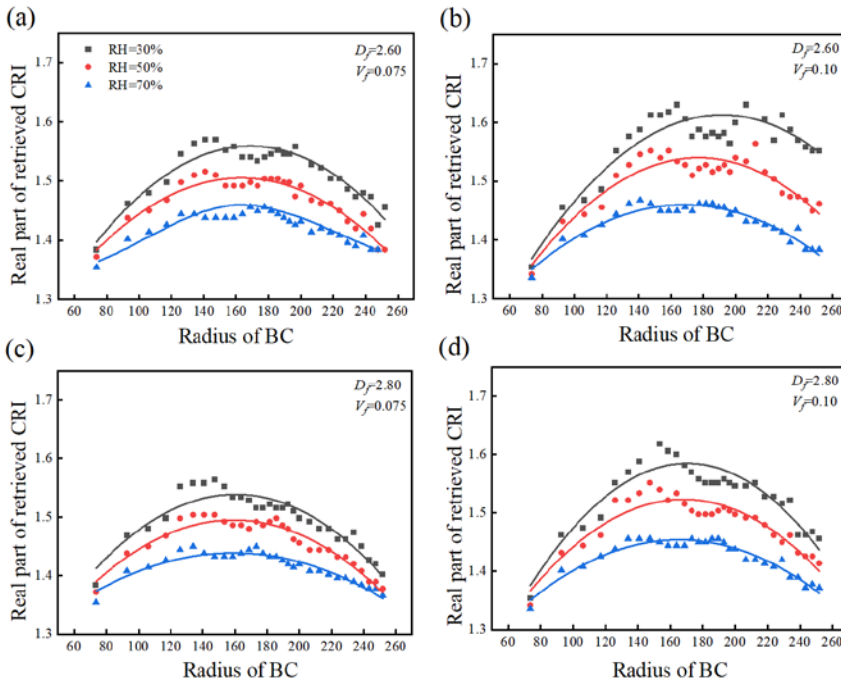 (a)
RH=30%
RH=50%
RH=70%
Df=2.60
Vf=0.075
Real part of retrieved CRI
1.7
1.6
1.5
1.4
1.3
60 80 100 120 140 160 180 200 220 240 260
Radius of BC
(b)
Df=2.60
Vf=0.10
Real part of retrieved CRI
1.7
1.6
1.5
1.4
1.3
60 80 100 120 140 160 180 200 220 240 260
Radius of BC
(c)
Df=2.80
Vf=0.075
Real part of retrieved CRI
1.7
1.6
1.5
1.4
1.3
60 80 100 120 140 160 180 200 220 240 260
Radius of BC
(d)
Df=2.80
Vf=0.10
Real part of retrieved CRI
1.7
1.6
1.5
1.4
1.3
60 80 100 120 140 160 180 200 220 240 260
Radius of BC